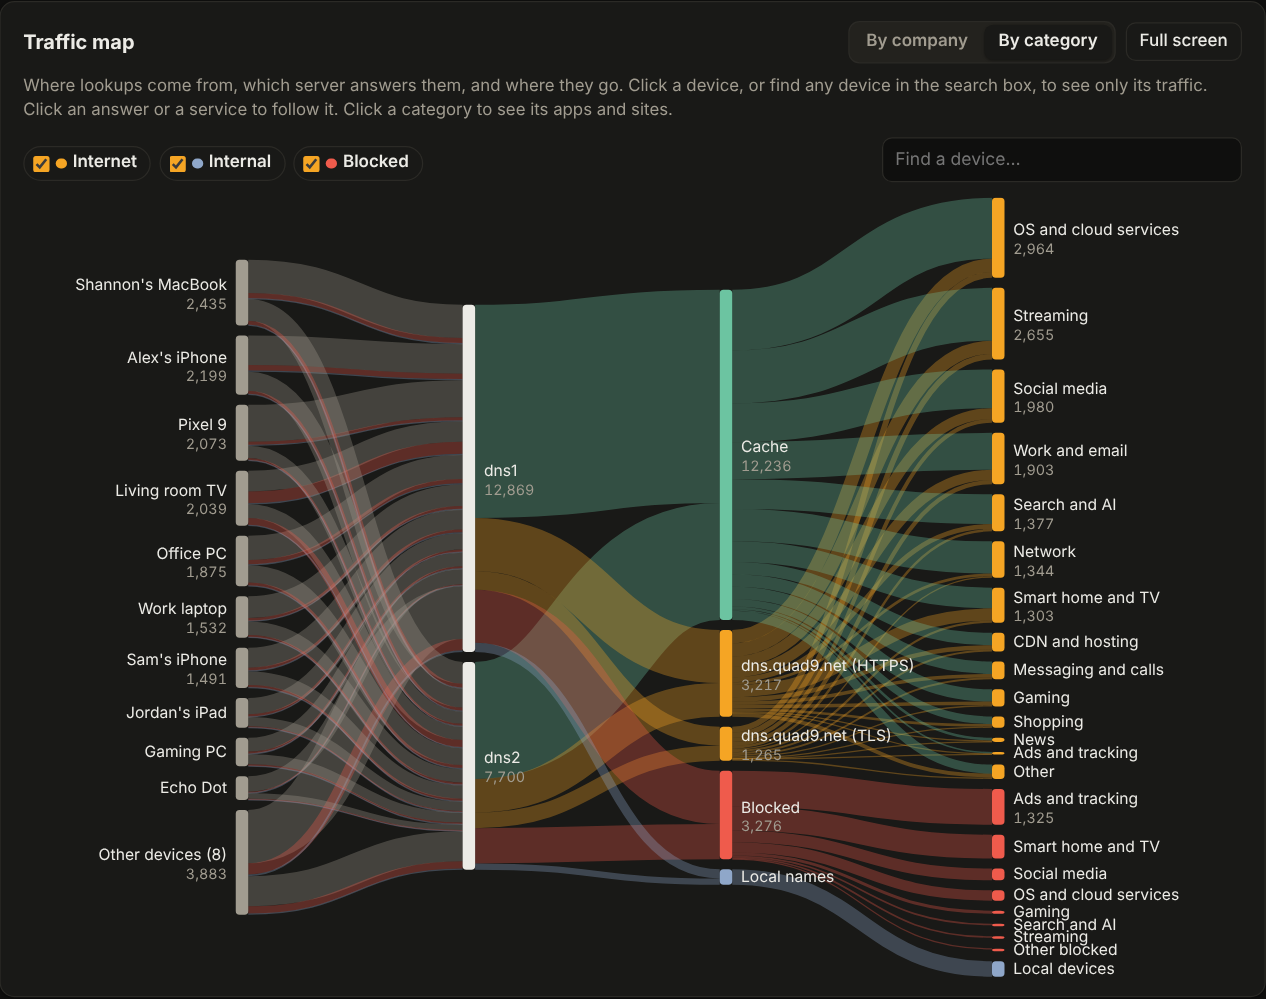 Traffic map
By company
By category
Full screen
Where lookups come from, which server answers them, and where they go. Click a device, or find any device in the search box, to see only its traffic.
Click an answer or a service to follow it. Click a category to see its apps and sites.
Internet
Internal
Blocked
Find a device...
Shannon's MacBook
2,435
Alex's iPhone
2,199
Pixel 9
2,073
Living room TV
2,039
Office PC
1,875
Work laptop
1,532
Sam's iPhone
1,491
Jordan's iPad
Gaming PC
Echo Dot
Other devices (8)
3,883
dns1
12,869
dns2
7,700
Cache
12,236
dns.quad9.net (HTTPS)
3,217
dns.quad9.net (TLS)
1,265
Blocked
3,276
Local names
OS and cloud services
2,964
Streaming
2,655
Social media
1,980
Work and email
1,903
Search and AI
1,377
Network
1,344
Smart home and TV
1,303
CDN and hosting
Messaging and calls
Gaming
Shopping
News
Ads and tracking
Other
Ads and tracking
1,325
Smart home and TV
Social media
OS and cloud services
Gaming
Search and AI
Streaming
Other blocked
Local devices